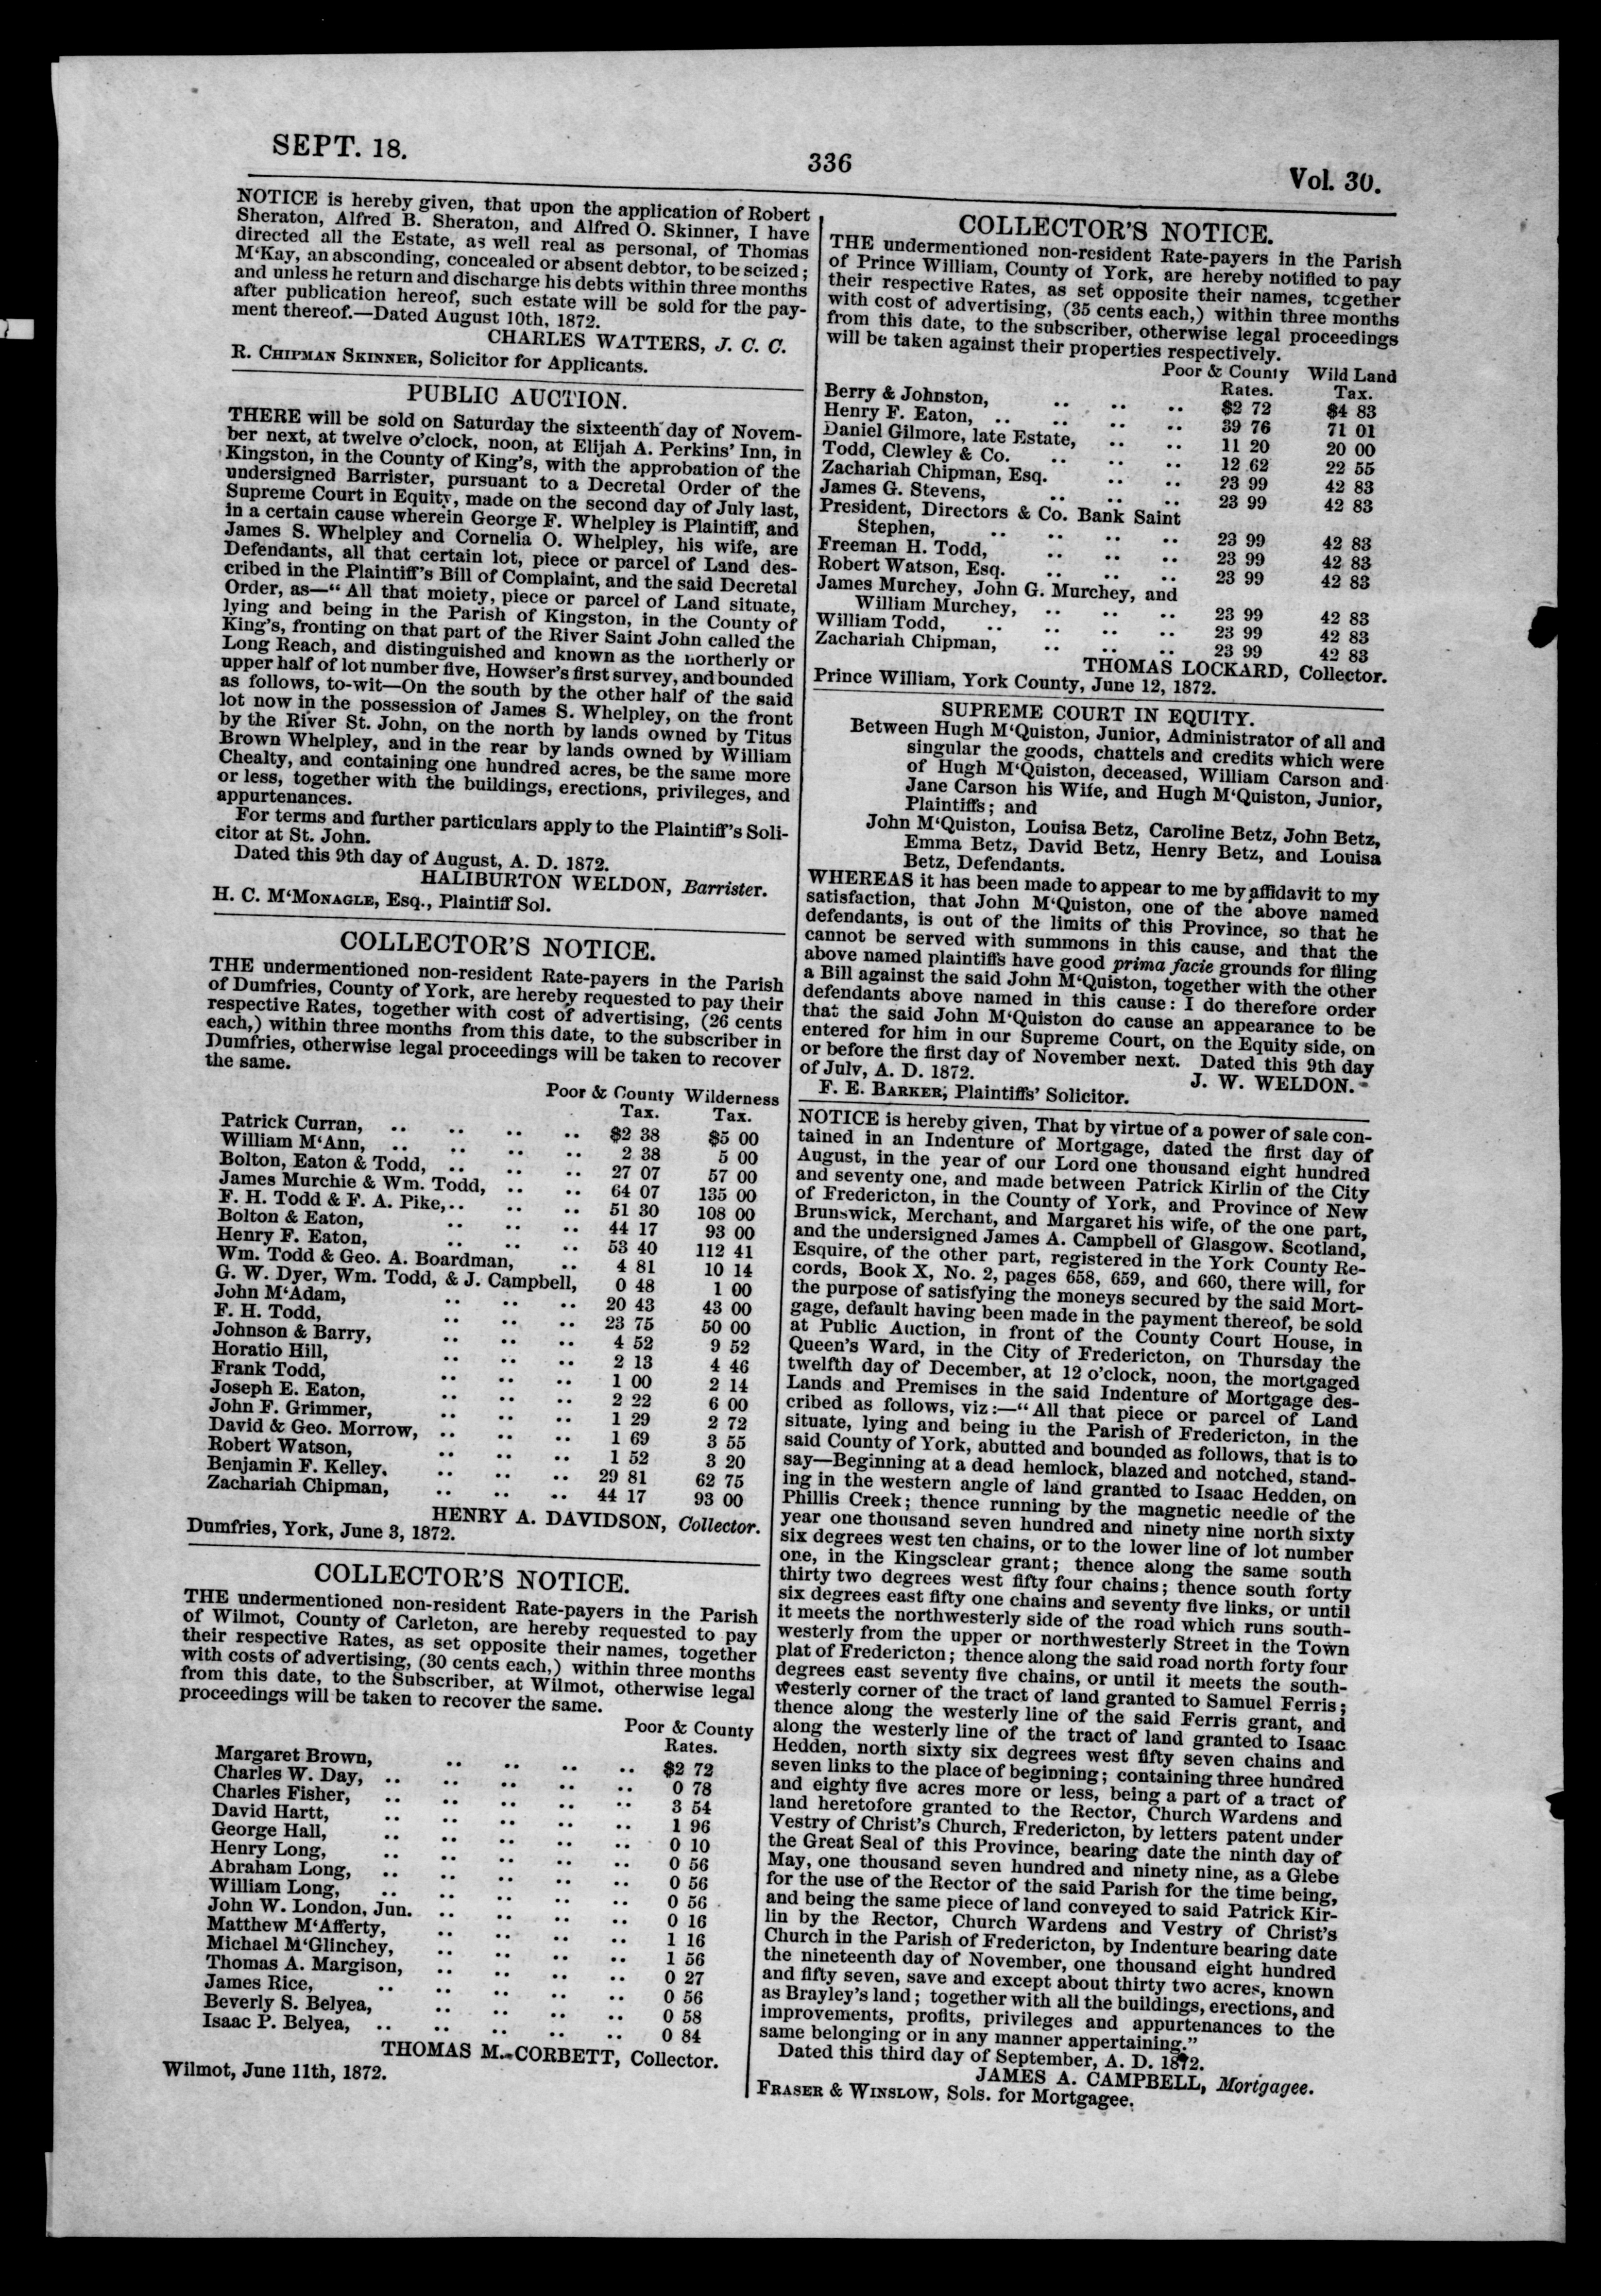 SEPT. 18.
336
Vol. 30.
NOTICE is hereby given, that upon the application of Robert
Sheraton, Alfred B. Sheraton, and Alfred O. Skinner, I have
directed all the Estate, as well real as personal, of Thomas
M‘Kay, an absconding, concealed or absent debtor, to be seized;
and unless he return and discharge his debts within three months
after publication hereof, such estate will be sold for the pay-
ment thereof.—Dated August 10th, 1872.
CHARLES WATTERS, J. C. C.
R. CHIPMAN SKINNER, Solicitor for Applicants.
PUBLIC AUCTION.
THERE will be sold on Saturday the sixteenth day of Novem-
ber next, at twelve o’clock, noon, at Elijah A. Perkins’ Inn, in
Kingston, in the County of King’s, with the approbation of the
undersigned Barrister, pursuant to a Decretal Order of the
Supreme Court in Equity, made on the second day of July last,
in a certain cause wherein George F. Whelpley is Plaintiff, and
James S. Whelpley and Cornelia O. Whelpley, his wife, are
Defendants, all that certain lot, piece or parcel of Land des-
cribed in the Plaintiff’s Bill of Complaint, and the said Decretal
Order, as—“ All that moiety, piece or parcel of Land situate,
lying and being in the Parish of Kingston, in the County of
King’s, fronting on that part of the River Saint John called the
Long Reach, and distinguished and known as the northerly or
upper half of lot number five, Howser’s first survey, and bounded
as follows, to-wit—On the south by the other half of the said
lot now in the possession of James S. Whelpley, on the front
by the River St. John, on the north by lands owned by Titus
Brown Whelpley, and in the rear by lands owned by William
Chealty, and containing one hundred acres, be the same more
or less, together with the buildings, erections, privileges, and
appurtenances.
For terms and further particulars apply to the Plaintiff’s Soli-
citor at St. John.
Dated this 9th day of August, A. D. 1872.
HALIBURTON WELDON, Barrister.
H. C. M‘MONAGLE, Esq., Plaintiff Sol.
COLLECTOR’S NOTICE.
THE undermentioned non-resident Rate-payers in the Parish
of Dumfries, County of York, are hereby requested to pay their
respective Rates, together with cost of advertising, (26 cents
each,) within three months from this date, to the subscriber in
Dumfries, otherwise legal proceedings will be taken to recover
the same.
Poor & County Wilderness
Tax. Tax.
Patrick Curran, .. .. .. .. $2 38 $5 00
William M‘Ann, .. .. .. .. 2 38 5 00
Bolton, Eaton & Todd, .. .. .. 27 07 57 00
James Murchie & Wm. Todd, .. .. 64 07 135 00
F. H. Todd & F. A. Pike,.. .. .. 51 30 108 00
Bolton & Eaton, .. .. .. 44 17 93 00
Henry F. Eaton, .. .. .. 53 40 112 41
Wm. Todd & Geo. A. Boardman, .. 4 81 10 14
G. W. Dyer, Wm. Todd, & J. Campbell, 0 48 1 00
John M‘Adam, .. .. .. 20 43 43 00
F. H. Todd, .. .. .. 23 75 50 00
Johnson & Barry, .. .. .. 4 52 9 52
Horatio Hill, .. .. .. 2 13 4 46
Frank Todd, .. .. .. 1 00 2 14
Joseph E. Eaton, .. .. .. 2 22 6 00
John F. Grimmer, .. .. .. 1 29 2 72
David & Geo. Morrow, .. .. .. 1 69 3 55
Robert Watson, .. .. .. 1 52 3 20
Benjamin F. Kelley, .. .. .. 29 81 62 75
Zachariah Chipman, .. .. .. 44 17 93 00
HENRY A. DAVIDSON, Collector.
Dumfries, York, June 3, 1872.
COLLECTOR’S NOTICE.
THE undermentioned non-resident Rate-payers in the Parish
of Wilmot, County of Carleton, are hereby requested to pay
their respective Rates, as set opposite their names, together
with costs of advertising, (30 cents each,) within three months
from this date, to the Subscriber, at Wilmot, otherwise legal
proceedings will be taken to recover the same.
Poor & County
Rates.
Margaret Brown, .. .. .. .. $2 72
Charles W. Day, .. .. .. .. .. 0 78
Charles Fisher, .. .. .. .. .. 3 54
David Hartt, .. .. .. .. .. 1 96
George Hall, .. .. .. .. .. 0 10
Henry Long, .. .. .. .. .. 0 56
Abraham Long, .. .. .. .. .. 0 56
William Long, .. .. .. .. .. 0 56
John W. London, Jun. .. .. .. .. 0 16
Matthew M‘Afferty, .. .. .. .. 1 16
Michael M‘Glinchey, .. .. .. .. 1 56
Thomas A. Margison, .. .. .. .. 0 27
James Rice, .. .. .. .. .. 0 56
Beverly S. Belyea, .. .. .. .. 0 58
Isaac P. Belyea, .. .. .. .. .. 0 84
THOMAS M. CORBETT, Collector.
Wilmot, June 11th, 1872.
COLLECTOR’S NOTICE.
THE undermentioned non-resident Rate-payers in the Parish
of Prince William, County of York, are hereby notified to pay
their respective Rates, as set opposite their names, together
with cost of advertising, (35 cents each,) within three months
from this date, to the subscriber, otherwise legal proceedings
will be taken against their properties respectively.
Poor & County Wild Land
Rates. Tax.
Berry & Johnston, .. .. .. $2 72 $4 83
Henry F. Eaton, .. .. .. .. 39 76 71 01
Daniel Gilmore, late Estate, .. .. 11 20 20 00
Todd, Clewley & Co. .. .. .. 12 62 22 55
Zachariah Chipman, Esq. .. .. 23 99 42 83
James G. Stevens, .. .. .. 23 99 42 83
President, Directors & Co. Bank Saint
Stephen, .. .. .. .. 23 99 42 83
Freeman H. Todd, .. .. .. 23 99 42 83
Robert Watson, Esq. .. .. .. 23 99 42 83
James Murchey, John G. Murchey, and
William Murchey, .. .. .. 23 99 42 83
William Todd, .. .. .. .. 23 99 42 83
Zachariah Chipman, .. .. .. 23 99 42 83
THOMAS LOCKARD, Collector.
Prince William, York County, June 12, 1872.
SUPREME COURT IN EQUITY.
Between Hugh M‘Quiston, Junior, Administrator of all and
singular the goods, chattels and credits which were
of Hugh M‘Quiston, deceased, William Carson and
Jane Carson his Wife, and Hugh M‘Quiston, Junior,
Plaintiffs; and
John M‘Quiston, Louisa Betz, Caroline Betz, John Betz,
Emma Betz, David Betz, Henry Betz, and Louisa
Betz, Defendants.
WHEREAS it has been made to appear to me by affidavit to my
satisfaction, that John M‘Quiston, one of the above named
defendants, is out of the limits of this Province, so that he
cannot be served with summons in this cause, and that the
above named plaintiffs have good prima facie grounds for filing
a Bill against the said John M‘Quiston, together with the other
defendants above named in this cause: I do therefore order
that the said John M‘Quiston do cause an appearance to be
entered for him in our Supreme Court, on the Equity side, on
or before the first day of November next. Dated this 9th day
of July, A. D. 1872.
J. W. WELDON.
F. E. BARKER, Plaintiffs’ Solicitor.
NOTICE is hereby given, That by virtue of a power of sale con-
tained in an Indenture of Mortgage, dated the first day of
August, in the year of our Lord one thousand eight hundred
and seventy one, and made between Patrick Kirlin of the City
of Fredericton, in the County of York, and Province of New
Brunswick, Merchant, and Margaret his wife, of the one part,
and the undersigned James A. Campbell of Glasgow. Scotland,
Esquire, of the other part, registered in the York County Re-
cords, Book X, No. 2, pages 658, 659, and 660, there will, for
the purpose of satisfying the moneys secured by the said Mort-
gage, default having been made in the payment thereof, be sold
at Public Auction, in front of the County Court House, in
Queen’s Ward, in the City of Fredericton, on Thursday the
twelfth day of December, at 12 o’clock, noon, the mortgaged
Lands and Premises in the said Indenture of Mortgage des-
cribed as follows, viz:—“ All that piece or parcel of Land
situate, lying and being in the Parish of Fredericton, in the
said County of York, abutted and bounded as follows, that is to
say—Beginning at a dead hemlock, blazed and notched, stand-
ing in the western angle of land granted to Isaac Hedden, on
Phillis Creek; thence running by the magnetic needle of the
year one thousand seven hundred and ninety nine north sixty
six degrees west ten chains, or to the lower line of lot number
one, in the Kingsclear grant; thence along the same south
thirty two degrees west fifty four chains; thence south forty
six degrees east fifty one chains and seventy five links, or until
it meets the northwesterly side of the road which runs south-
westerly from the upper or northwesterly Street in the Town
plat of Fredericton; thence along the said road north forty four
degrees east seventy five chains, or until it meets the south-
westerly corner of the tract of land granted to Samuel Ferris;
thence along the westerly line of the said Ferris grant, and
along the westerly line of the tract of land granted to Isaac
Hedden, north sixty six degrees west fifty seven chains and
seven links to the place of beginning; containing three hundred
and eighty five acres more or less, being a part of a tract of
land heretofore granted to the Rector, Church Wardens and
Vestry of Christ’s Church, Fredericton, by letters patent under
the Great Seal of this Province, bearing date the ninth day of
May, one thousand seven hundred and ninety nine, as a Glebe
for the use of the Rector of the said Parish for the time being,
and being the same piece of land conveyed to said Patrick Kir-
lin by the Rector, Church Wardens and Vestry of Christ’s
Church in the Parish of Fredericton, by Indenture bearing date
the nineteenth day of November, one thousand eight hundred
and fifty seven, save and except about thirty two acres, known
as Brayley’s land; together with all the buildings, erections, and
improvements, profits, privileges and appurtenances to the
same belonging or in any manner appertaining.”
Dated this third day of September, A. D. 1872.
JAMES A. CAMPBELL, Mortgagee.
FRASER & WINSLOW, Sols. for Mortgagee.